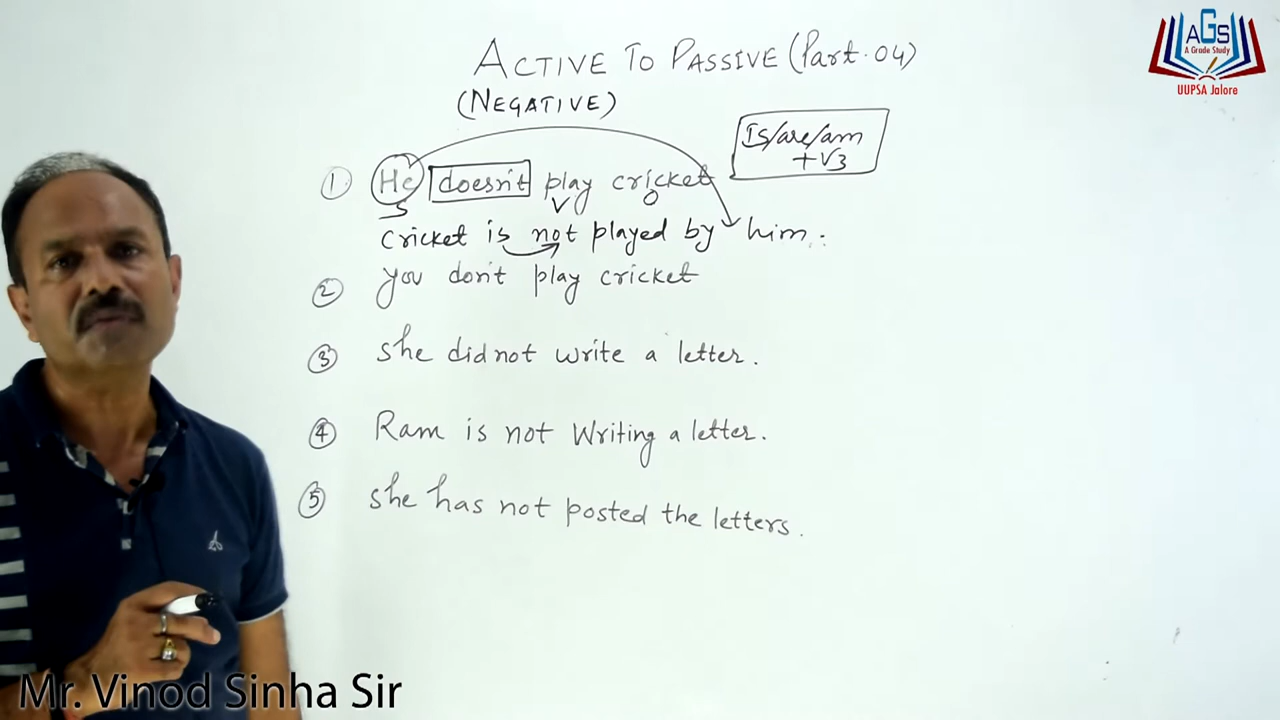 ACTIVE TO PASSIVE (Part.04)
(NEGATIVE)
Is/are/am
+V3
① He doesn't play cricket
S V O
Cricket is not played by him.
② you don't play cricket
③ she did not write a letter.
④ Ram is not Writing a letter.
⑤ she has not posted the letters.
AGS
A Grade Study
UUPSA Jalore
Mr. Vinod Sinha Sir